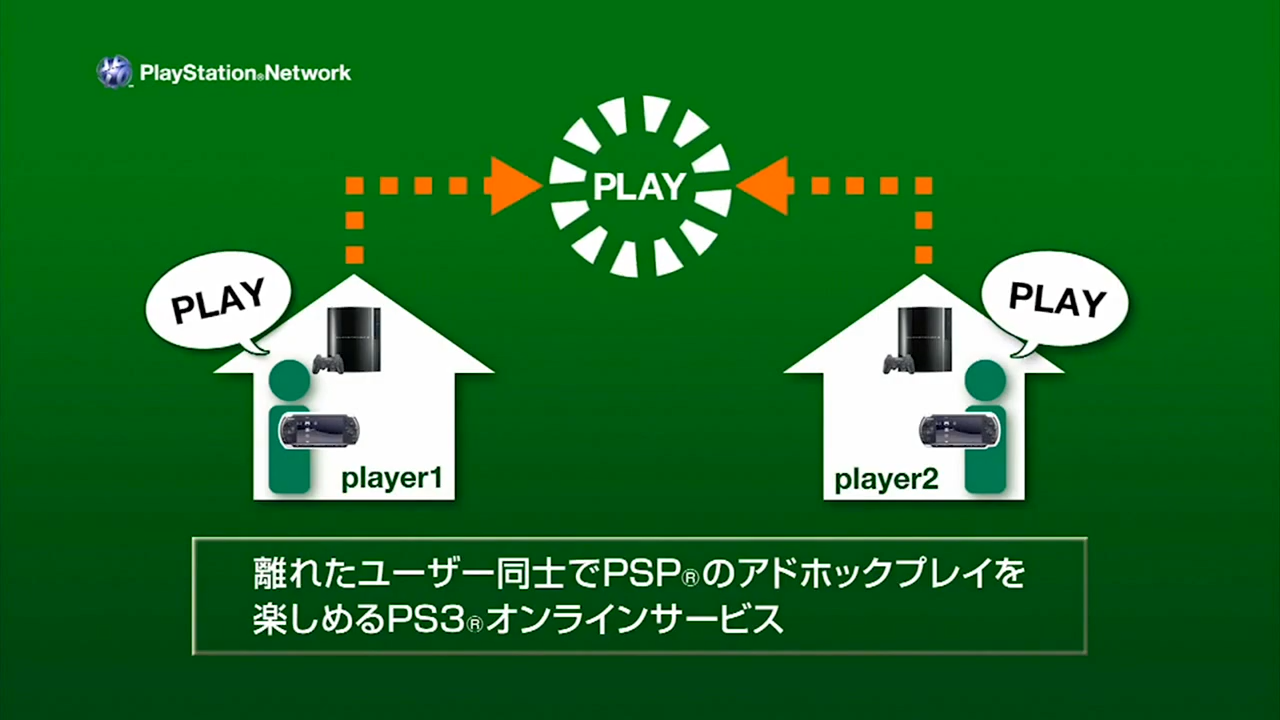 PlayStation®Network
PLAY
PLAY
PLAY
player1
player2
離れたユーザー同士でPSP®のアドホックプレイを
楽しめるPS3®オンラインサービス